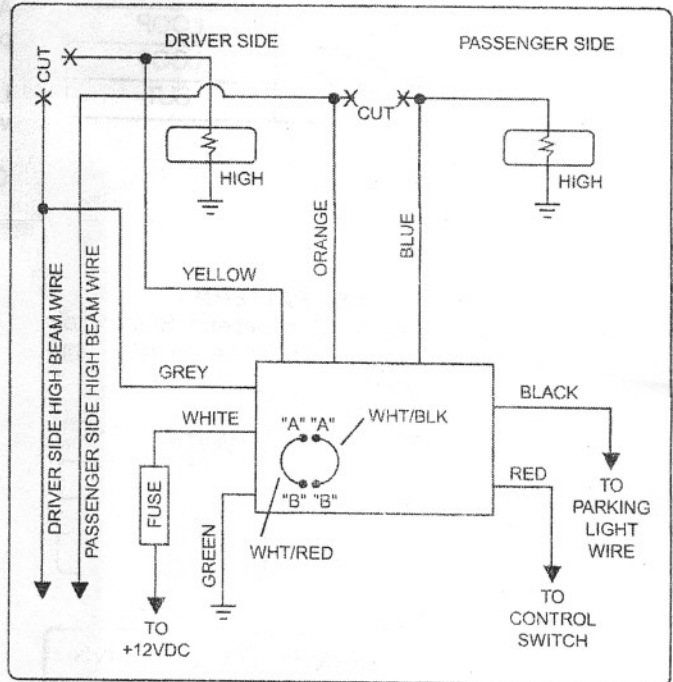 DRIVER SIDE
PASSENGER SIDE
CUT
CUT
HIGH
HIGH
ORANGE
BLUE
YELLOW
DRIVER SIDE HIGH BEAM WIRE
PASSENGER SIDE HIGH BEAM WIRE
GREY
WHITE
"A" "A"
WHT/BLK
BLACK
"B" "B"
RED
FUSE
GREEN
WHT/RED
TO
PARKING
LIGHT
WIRE
TO
+12VDC
TO
CONTROL
SWITCH